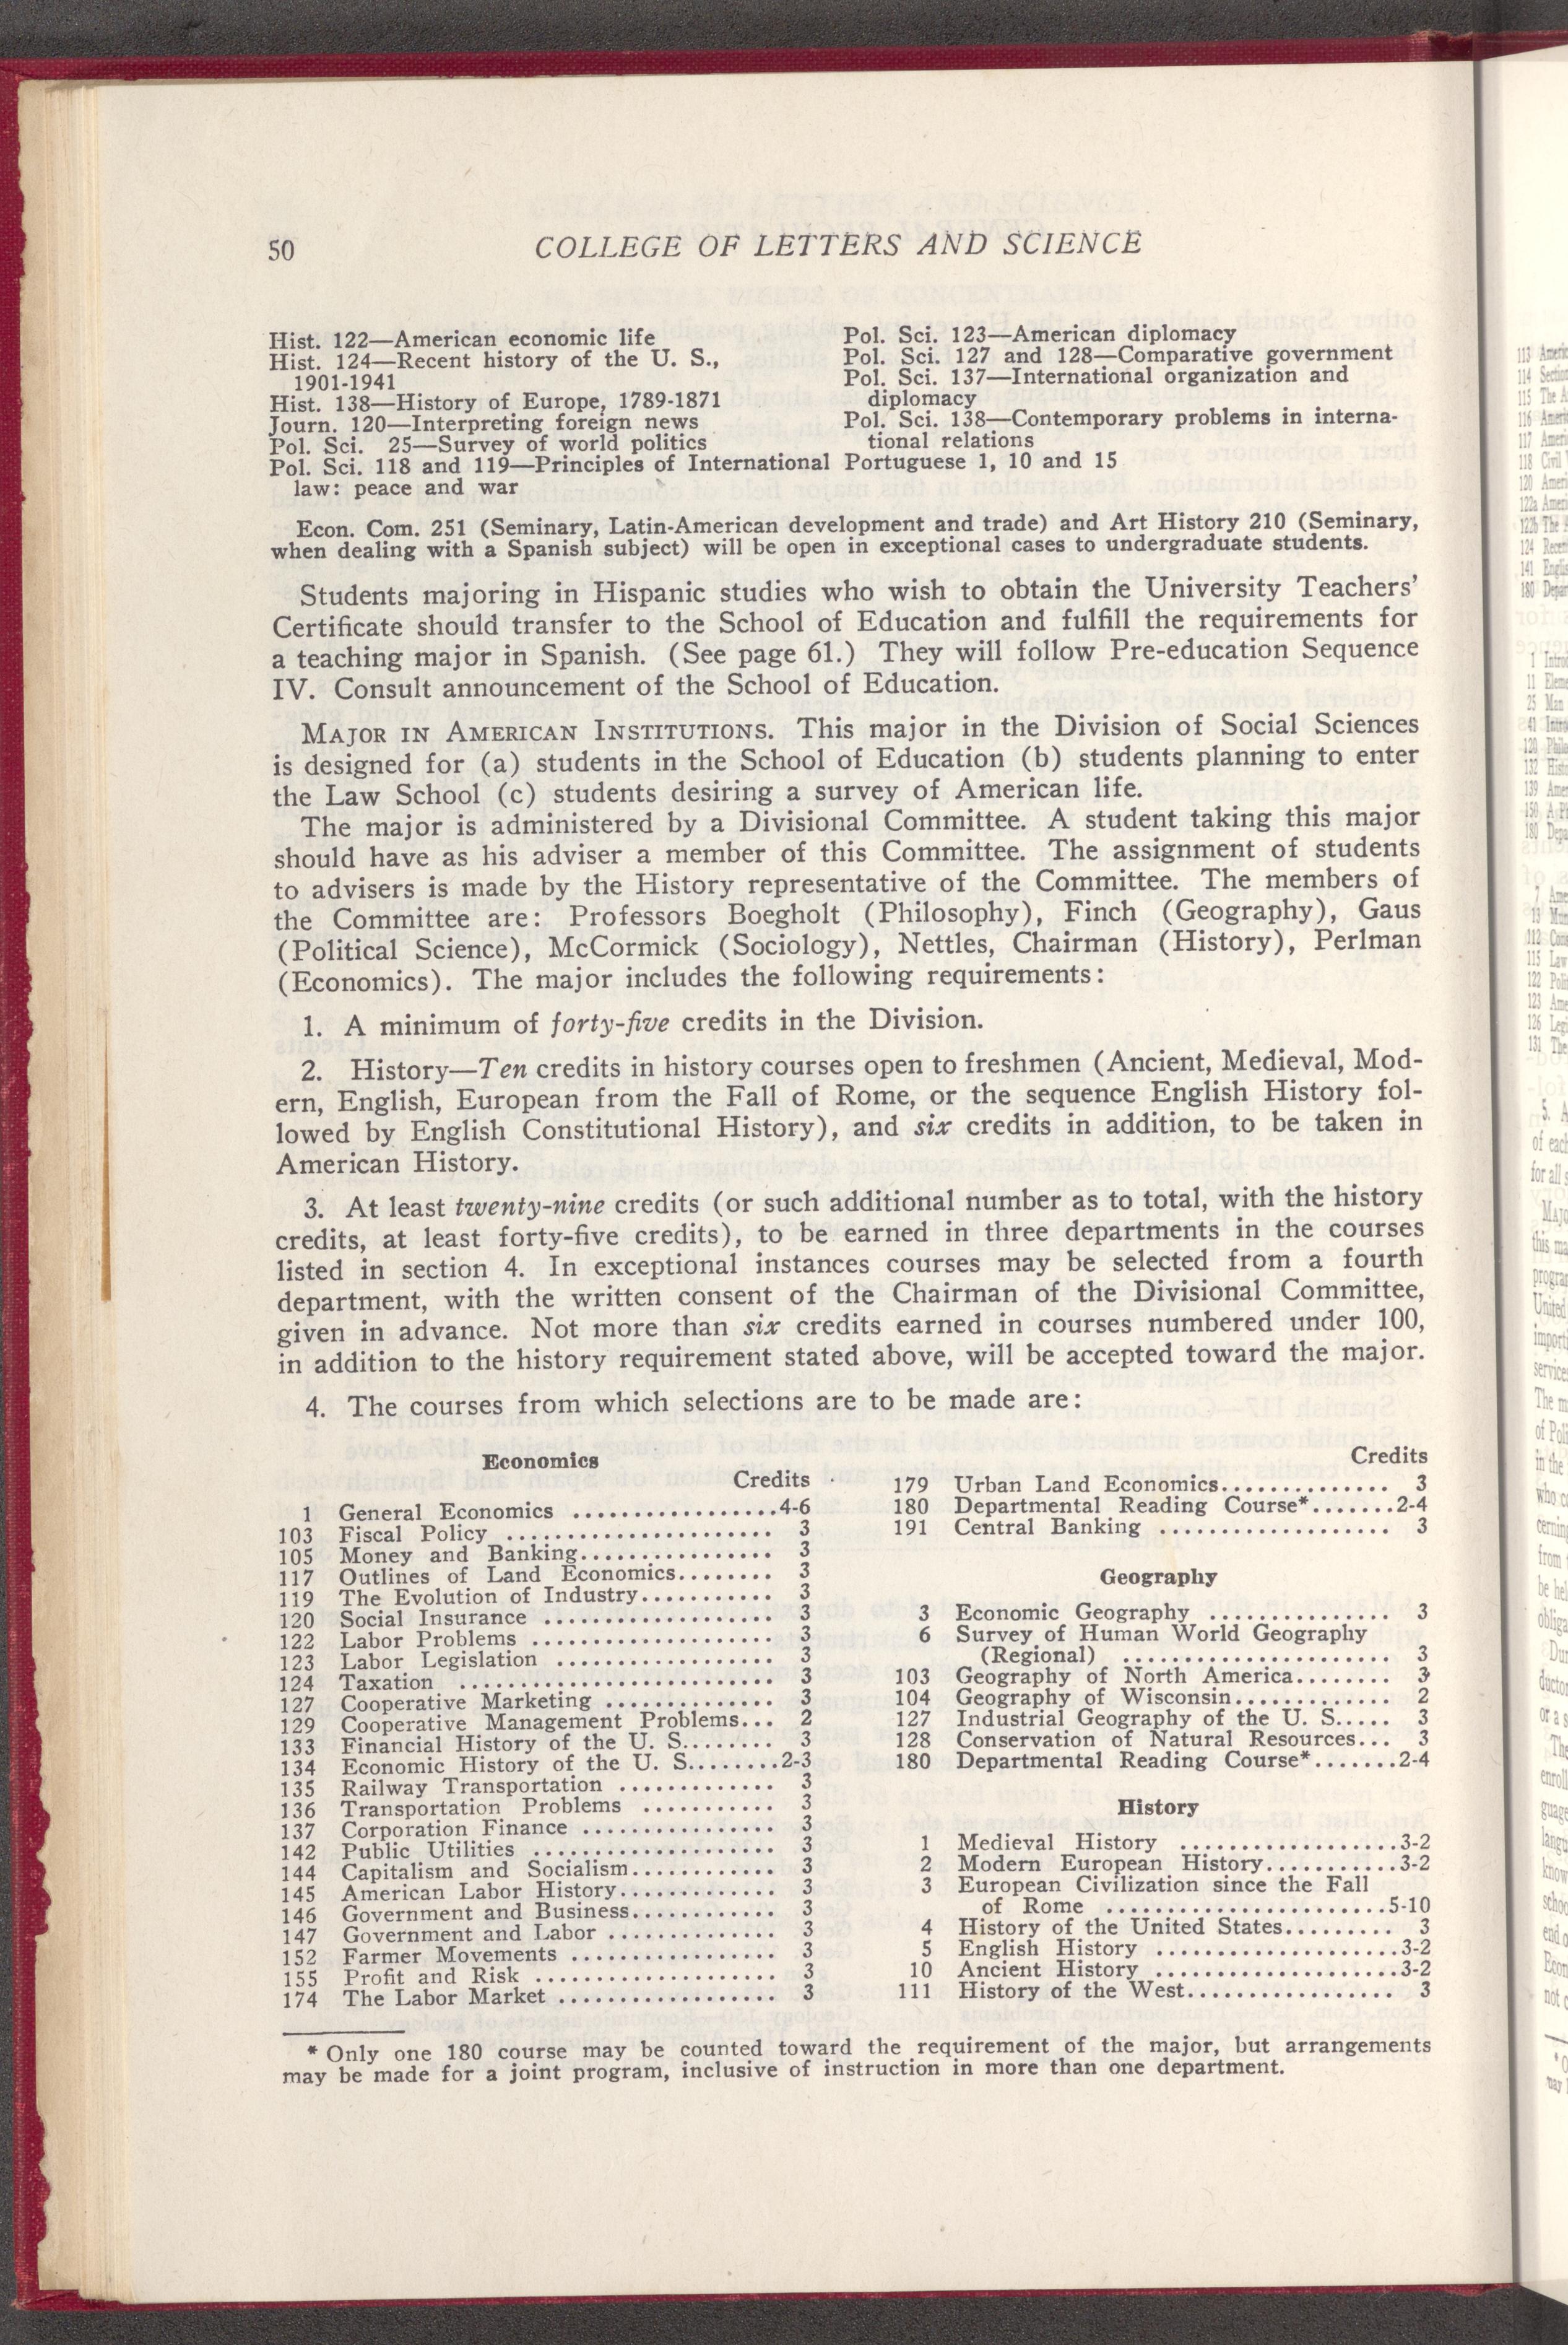 50
COLLEGE OF LETTERS AND SCIENCE
Hist. 122—American economic life
Hist. 124—Recent history of the U. S.,
1901-1941
Hist. 138—History of Europe, 1789-1871
Journ. 120—Interpreting foreign news
Pol. Sci. 25—Survey of world politics
Pol. Sci. 118 and 119—Principles of International
law: peace and war
Pol. Sci. 123—American diplomacy
Pol. Sci. 127 and 128—Comparative government
Pol. Sci. 137—International organization and
diplomacy
Pol. Sci. 138—Contemporary problems in interna-
tional relations
Portuguese 1, 10 and 15
Econ. Com. 251 (Seminary, Latin-American development and trade) and Art History 210 (Seminary,
when dealing with a Spanish subject) will be open in exceptional cases to undergraduate students.
Students majoring in Hispanic studies who wish to obtain the University Teachers'
Certificate should transfer to the School of Education and fulfill the requirements for
a teaching major in Spanish. (See page 61.) They will follow Pre-education Sequence
IV. Consult announcement of the School of Education.
MAJOR IN AMERICAN INSTITUTIONS. This major in the Division of Social Sciences
is designed for (a) students in the School of Education (b) students planning to enter
the Law School (c) students desiring a survey of American life.
The major is administered by a Divisional Committee. A student taking this major
should have as his adviser a member of this Committee. The assignment of students
to advisers is made by the History representative of the Committee. The members of
the Committee are: Professors Boegholt (Philosophy), Finch (Geography), Gaus
(Political Science), McCormick (Sociology), Nettles, Chairman (History), Perlman
(Economics). The major includes the following requirements:
1. A minimum of forty-five credits in the Division.
2. History—Ten credits in history courses open to freshmen (Ancient, Medieval, Mod-
ern, English, European from the Fall of Rome, or the sequence English History fol-
lowed by English Constitutional History), and six credits in addition, to be taken in
American History.
3. At least twenty-nine credits (or such additional number as to total, with the history
credits, at least forty-five credits), to be earned in three departments in the courses
listed in section 4. In exceptional instances courses may be selected from a fourth
department, with the written consent of the Chairman of the Divisional Committee,
given in advance. Not more than six credits earned in courses numbered under 100,
in addition to the history requirement stated above, will be accepted toward the major.
4. The courses from which selections are to be made are:
Economics
Credits
1 General Economics .................4-6
103 Fiscal Policy ...................... 3
105 Money and Banking................ 3
117 Outlines of Land Economics........ 3
119 The Evolution of Industry........... 3
120 Social Insurance ................... 3
122 Labor Problems .................... 3
123 Labor Legislation .................. 3
124 Taxation .......................... 3
127 Cooperative Marketing .............. 3
129 Cooperative Management Problems... 2
133 Financial History of the U. S........ 3
134 Economic History of the U. S........2-3
135 Railway Transportation ............. 3
136 Transportation Problems ........... 3
137 Corporation Finance ................ 3
142 Public Utilities .................... 3
144 Capitalism and Socialism............ 3
145 American Labor History............. 3
146 Government and Business............ 3
147 Government and Labor .............. 3
152 Farmer Movements ................. 3
155 Profit and Risk .................... 3
174 The Labor Market .................. 3
Credits
179 Urban Land Economics.............. 3
180 Departmental Reading Course*.......2-4
191 Central Banking ................... 3
Geography
3 Economic Geography ............... 3
6 Survey of Human World Geography
(Regional) ...................... 3
103 Geography of North America........ 3
104 Geography of Wisconsin............. 2
127 Industrial Geography of the U. S..... 3
128 Conservation of Natural Resources... 3
180 Departmental Reading Course*.......2-4
History
1 Medieval History ..................3-2
2 Modern European History...........3-2
3 European Civilization since the Fall
of Rome .......................5-10
4 History of the United States......... 3
5 English History ....................3-2
10 Ancient History ....................3-2
111 History of the West................. 3
* Only one 180 course may be counted toward the requirement of the major, but arrangements
may be made for a joint program, inclusive of instruction in more than one department.